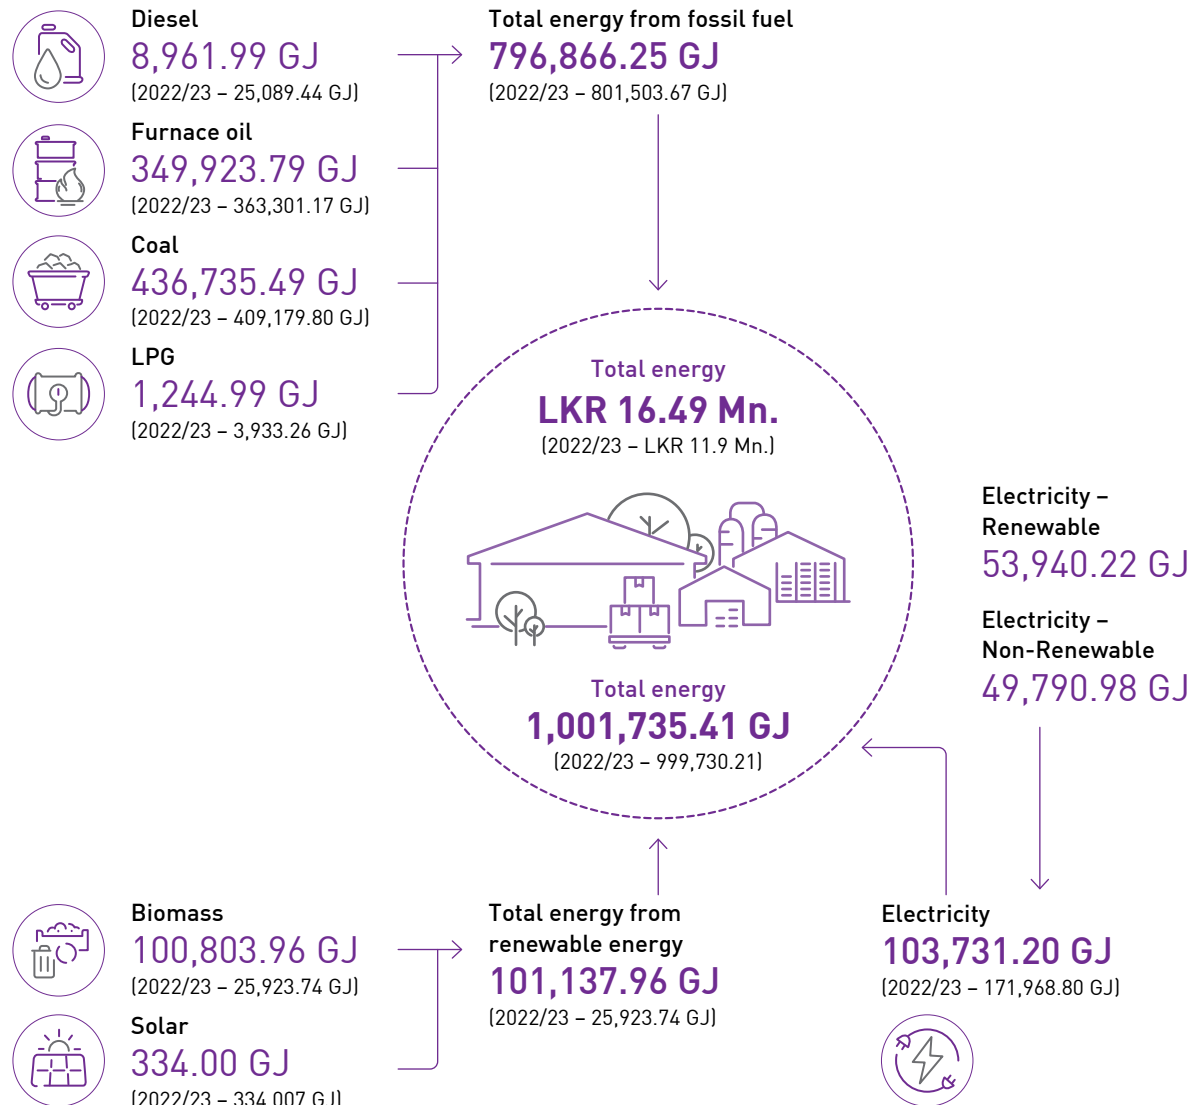 Diesel
8,961.99 GJ
(2022/23 – 25,089.44 GJ)
Furnace oil
349,923.79 GJ
(2022/23 – 363,301.17 GJ)
Coal
436,735.49 GJ
(2022/23 – 409,179.80 GJ)
LPG
1,244.99 GJ
(2022/23 – 3,933.26 GJ)
Total energy from fossil fuel
796,866.25 GJ
(2022/23 – 801,503.67 GJ)
Total energy
LKR 16.49 Mn.
(2022/23 – LKR 11.9 Mn.)
Total energy
1,001,735.41 GJ
(2022/23 – 999,730.21)
Electricity –
Renewable
53,940.22 GJ
Electricity –
Non-Renewable
49,790.98 GJ
Biomass
100,803.96 GJ
(2022/23 – 25,923.74 GJ)
Solar
334.00 GJ
(2022/23 – 334.007 GJ)
Total energy from
renewable energy
101,137.96 GJ
(2022/23 – 25,923.74 GJ)
Electricity
103,731.20 GJ
(2022/23 – 171,968.80 GJ)